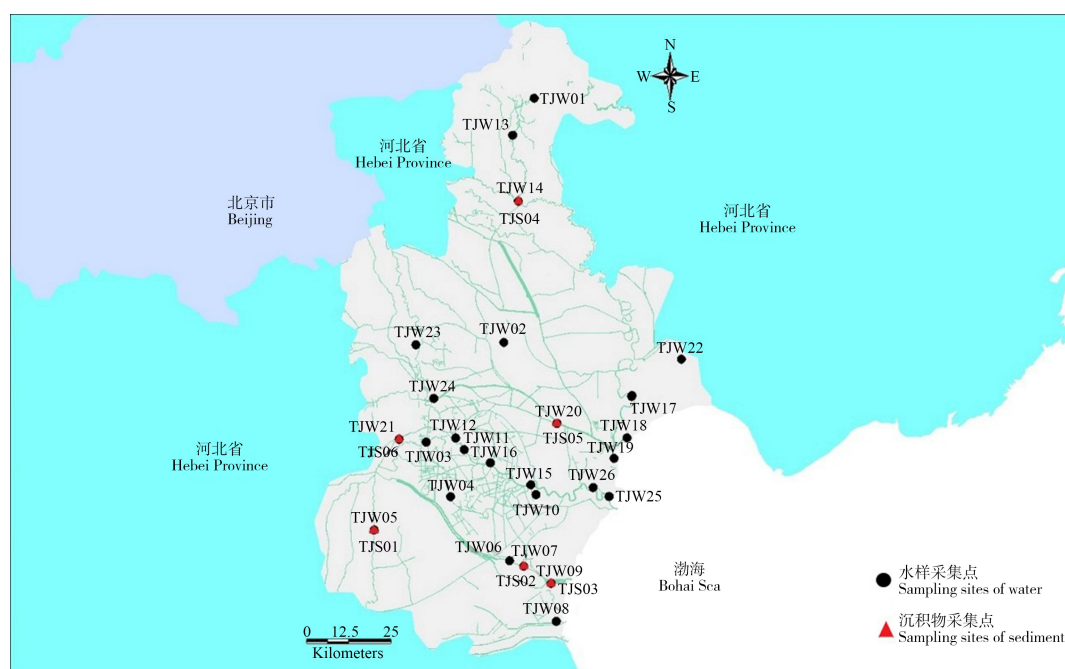 N
W E
S
TJW01
TJW13
河北省
Hebei Province
TJW14
TJS04
北京市
Beijing
河北省
Hebei Province
TJW23
TJW02
TJW22
TJW24
TJW17
TJW20
TJS05
TJW21
TJS06
TJW12
TJW11
TJW18
TJW03
TJW16
TJW19
河北省
Hebei Province
TJW04
TJW15
TJW26
TJW10
TJW25
TJW05
TJS01
TJW06
TJW07
TJS02
TJW09
TJS03
TJW08
渤海
Bohai Sca
水样采集点
Sampling sites of water
沉积物采集点
Sampling sites of sediment
0 12.5 25
Kilometers